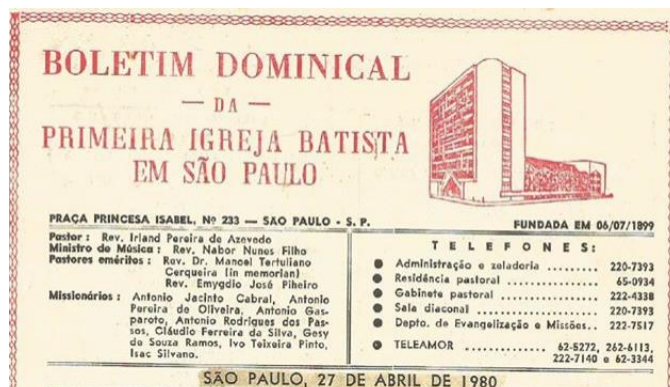 BOLETIM DOMINICAL
— DA —
PRIMEIRA IGREJA BATISTA
EM SÃO PAULO
PRAÇA PRINCESA ISABEL, Nº 233 — SAO PAULO - S. P.
FUNDADA EM 06/07/1899
Pastor : Rev. Irland Pereira de Azevedo
Ministro de Música : Rev. Nabor Nunes Filho
Pastores eméritos : Rev. Dr. Manoel Tertuliano
Cerqueira (in memorian)
Rev. Emygdio José Piheiro
Missionários : Antonio Jacinto Cabral, Antonio
Pereira de Oliveira, Antonio Gas-
paroto, Antonio Rodrigues dos Pas-
sos, Cláudio Ferreira da Silva, Gesy
de Souza Ramos, Ivo Teixeira Pinto,
Isac Silvano.
TELEFONES:
● Administração e zeladoria ......... 220-7393
● Residência pastoral ................ 65-0934
● Gabinete pastoral ................. 222-4338
● Sala diaconal ..................... 220-7393
● Depto. de Evangelização e Missões.. 222-7517
● TELEAMOR ............. 62-5272, 262-6113,
222-7140 e 62-3344
SÃO PAULO, 27 DE ABRIL DE 1980